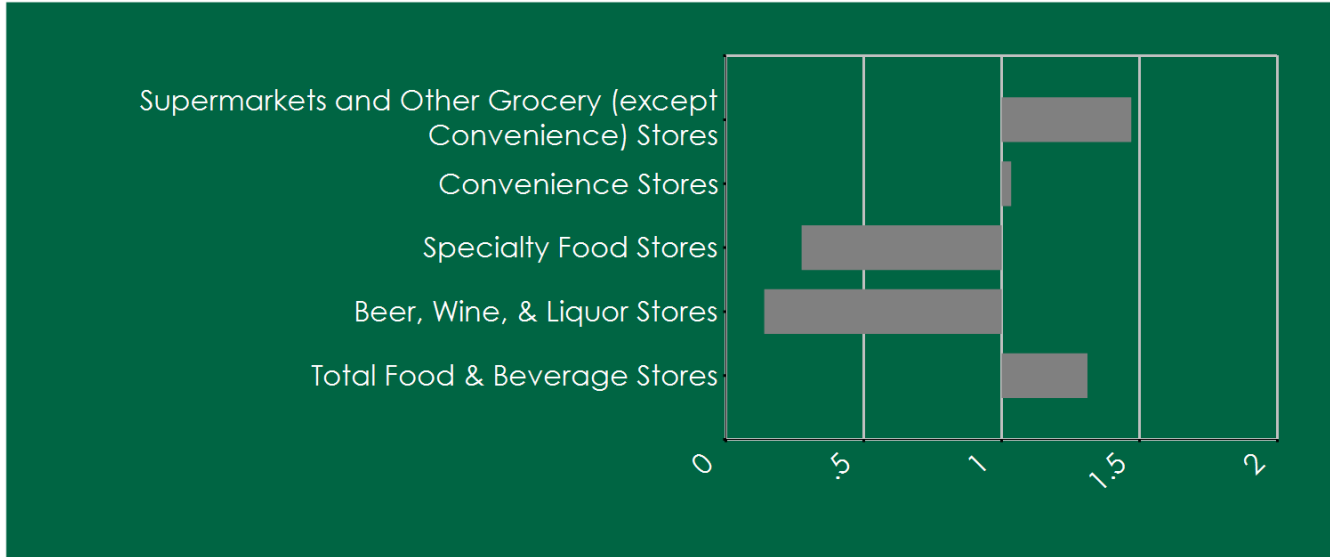 Supermarkets and Other Grocery (except
Convenience) Stores
Convenience Stores
Specialty Food Stores
Beer, Wine, & Liquor Stores
Total Food & Beverage Stores
0
.5
1
1.5
2